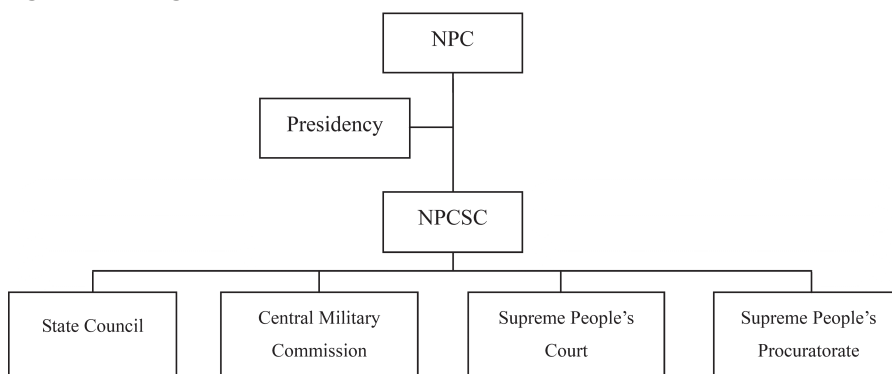 NPC
Presidency
NPCSC
State Council
Central Military
Commission
Supreme People's
Court
Supreme People's
Procuratorate